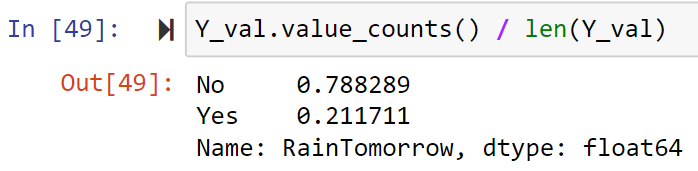 In [49]: Y_val.value_counts() / len(Y_val)
Out[49]: No 0.788289
Yes 0.211711
Name: RainTomorrow, dtype: float64